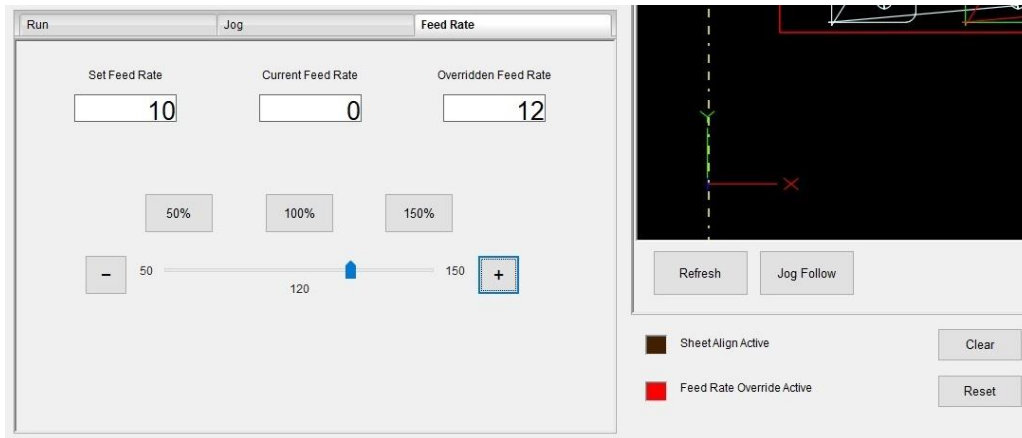 Run Jog Feed Rate
Set Feed Rate Current Feed Rate Overridden Feed Rate
10 0 12
50% 100% 150%
− 50 150 +
120
Y
X
Refresh Jog Follow
Sheet Align Active Clear
Feed Rate Override Active Reset